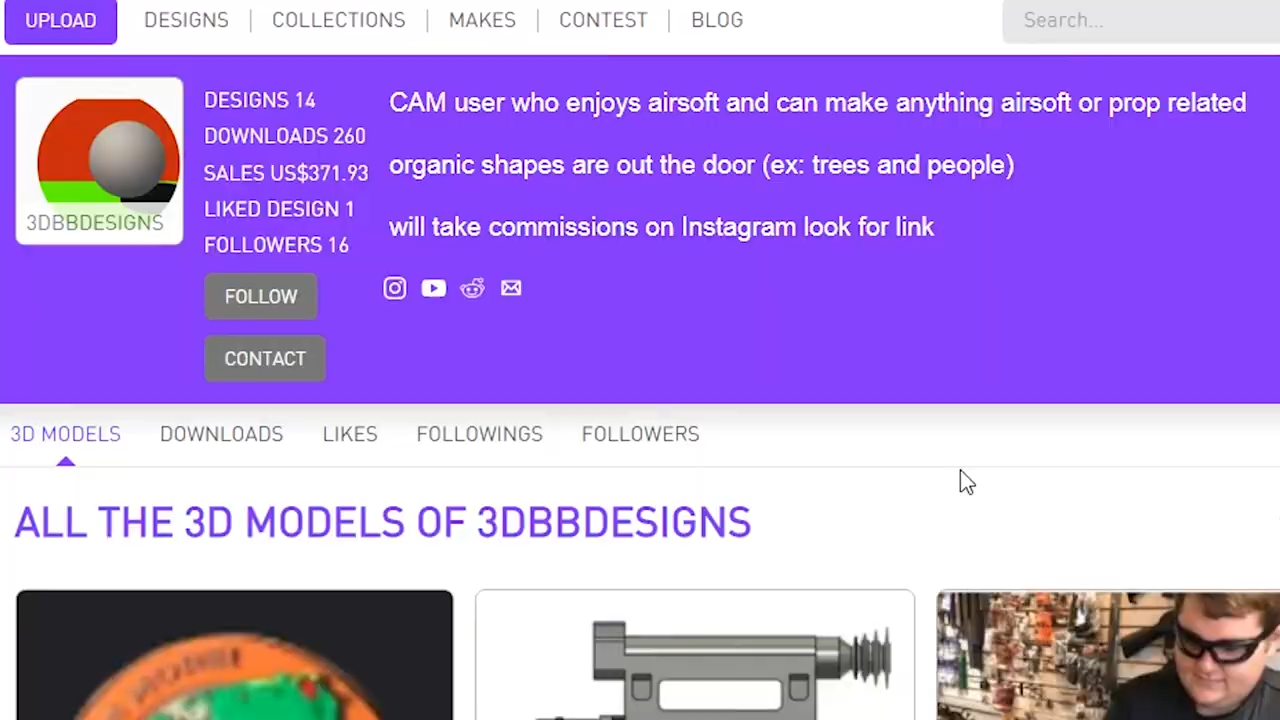 UPLOAD
DESIGNS
COLLECTIONS
MAKES
CONTEST
BLOG
Search...
3DBBDESIGNS
DESIGNS 14
DOWNLOADS 260
SALES US$371.93
LIKED DESIGN 1
FOLLOWERS 16
FOLLOW
CONTACT
CAM user who enjoys airsoft and can make anything airsoft or prop related
organic shapes are out the door (ex: trees and people)
will take commissions on Instagram look for link
3D MODELS
DOWNLOADS
LIKES
FOLLOWINGS
FOLLOWERS
ALL THE 3D MODELS OF 3DBBDESIGNS